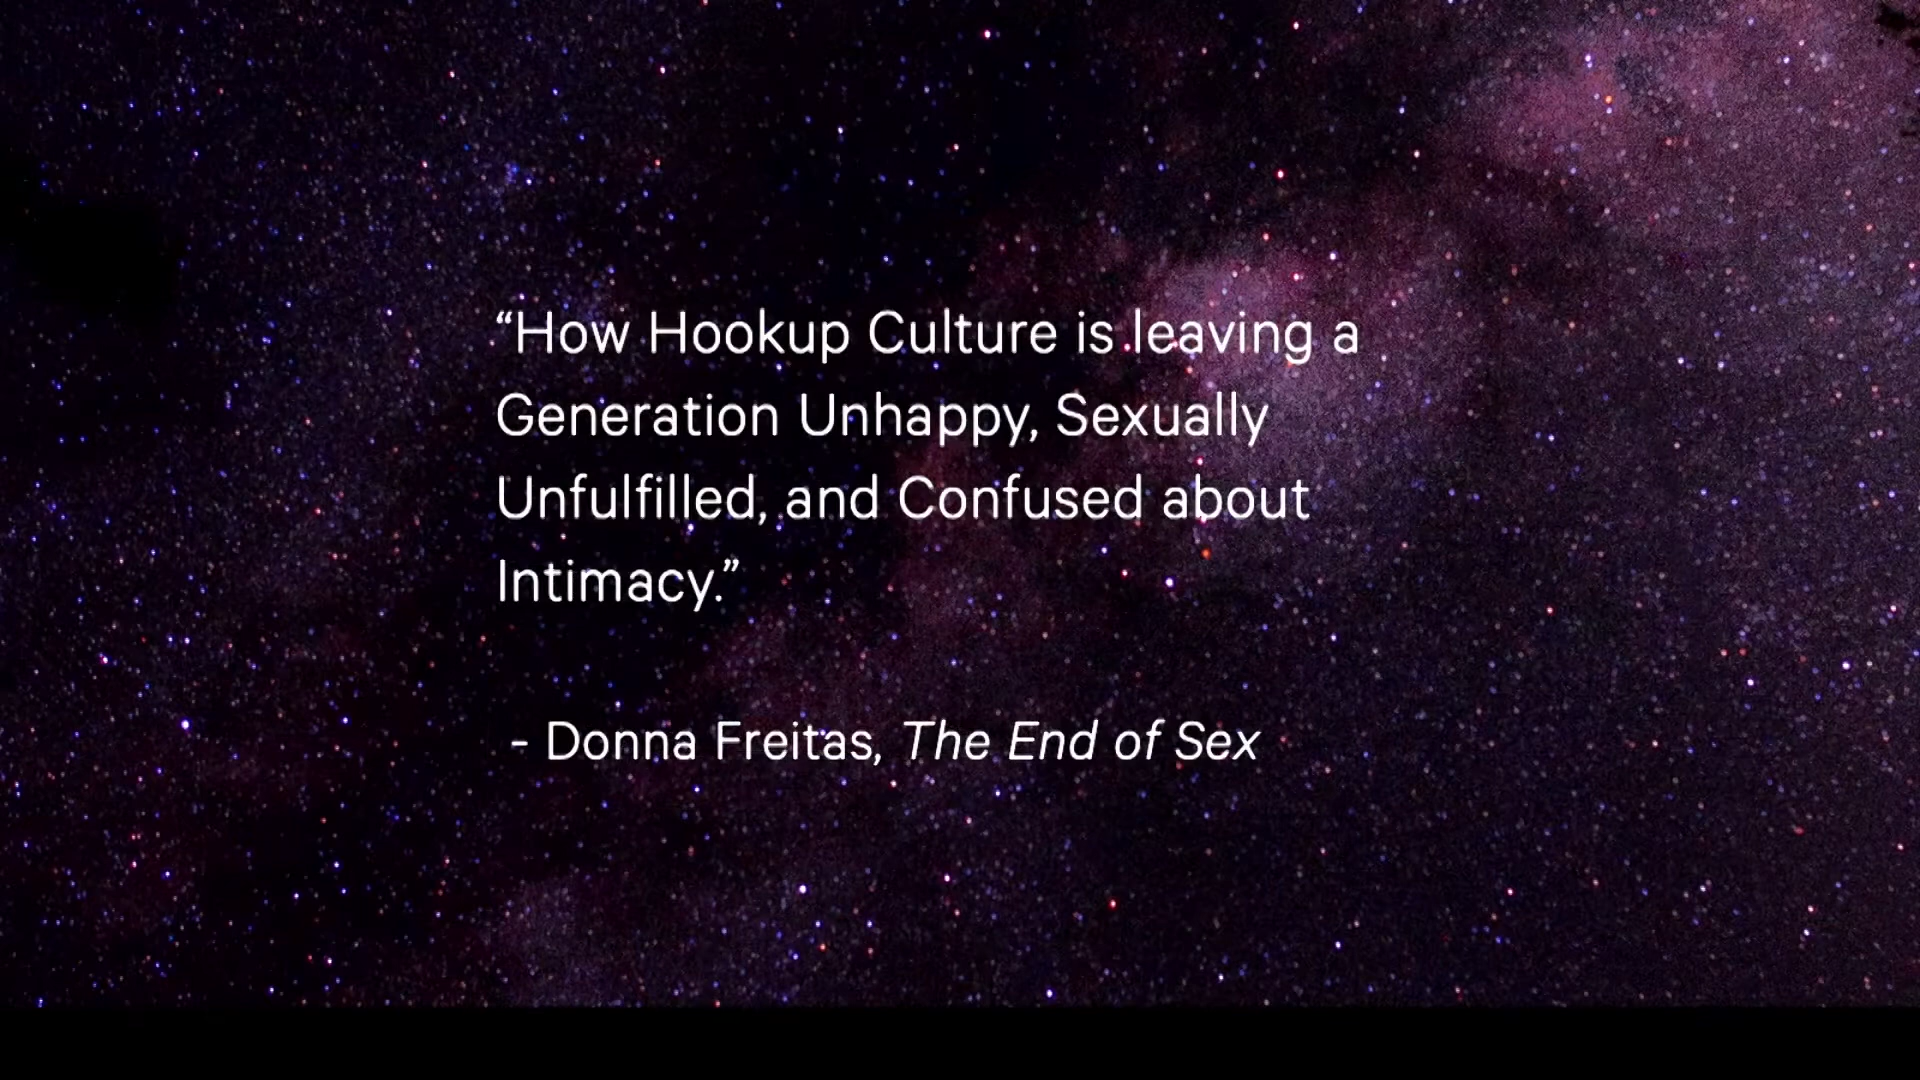 “How Hookup Culture is leaving a
Generation Unhappy, Sexually
Unfulfilled, and Confused about
Intimacy.”
- Donna Freitas, The End of Sex